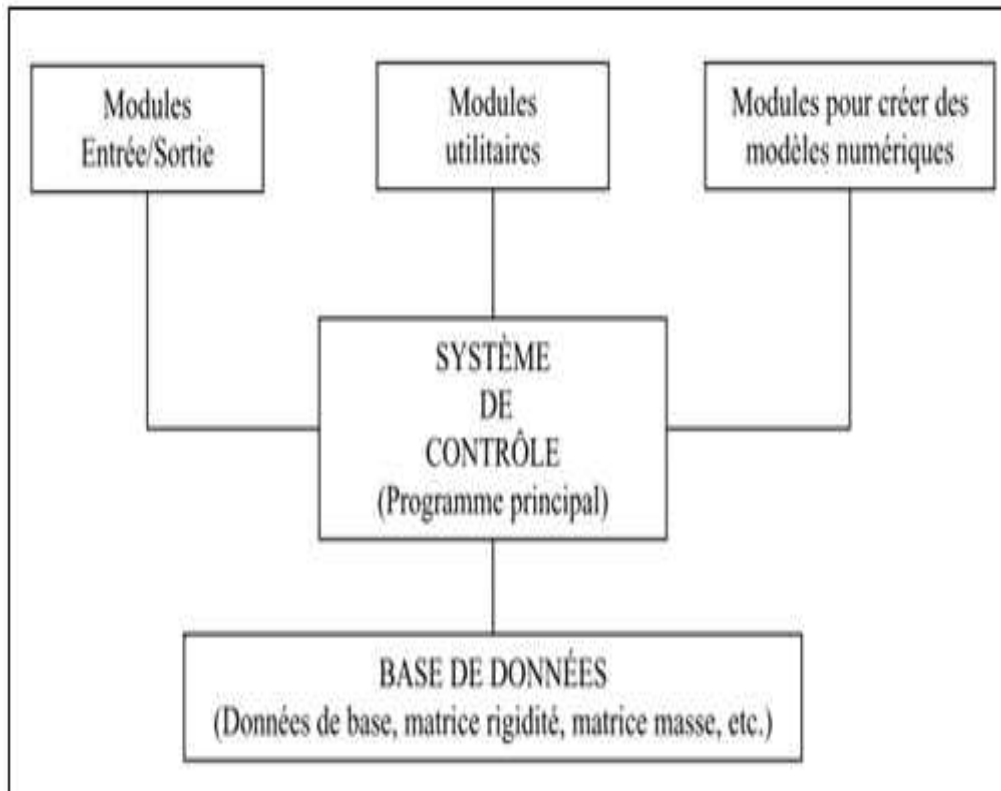 Modules
Entrée/Sortie
Modules
utilitaires
Modules pour créer des
modèles numériques
SYSTÈME
DE
CONTRÔLE
(Programme principal)
BASE DE DONNÉES
(Données de base, matrice rigidité, matrice masse, etc.)